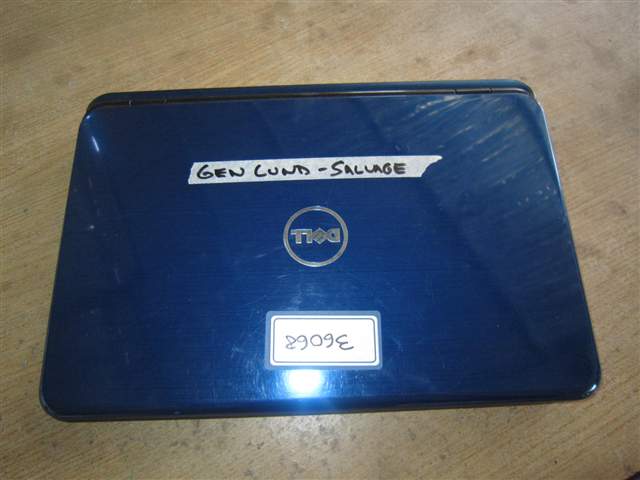 GEN LUND - SALVAGE
DELL
36068